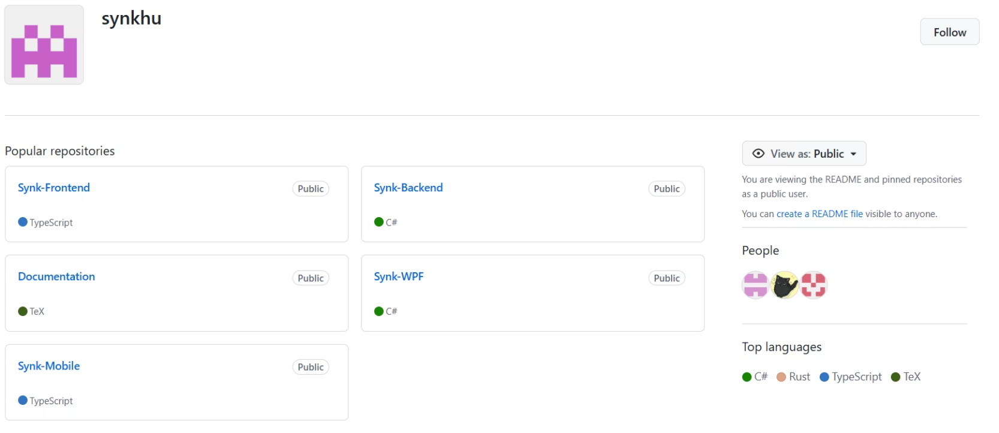 synkhu
Follow
Popular repositories
Synk-Frontend
Public
TypeScript
Synk-Backend
Public
C#
Documentation
Public
TeX
Synk-WPF
Public
C#
Synk-Mobile
Public
TypeScript
View as: Public
You are viewing the README and pinned repositories
as a public user.
You can create a README file visible to anyone.
People
Top languages
C# Rust TypeScript TeX